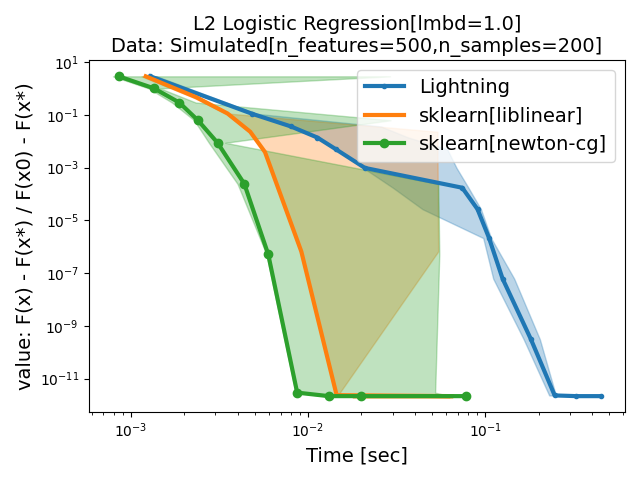 L2 Logistic Regression[lmbd=1.0]
Data: Simulated[n_features=500,n_samples=200]
value: F(x) - F(x*) / F(x0) - F(x*)
10¹
10⁻¹
10⁻³
10⁻⁵
10⁻⁷
10⁻⁹
10⁻¹¹
Lightning
sklearn[liblinear]
sklearn[newton-cg]
10⁻³
10⁻²
10⁻¹
Time [sec]